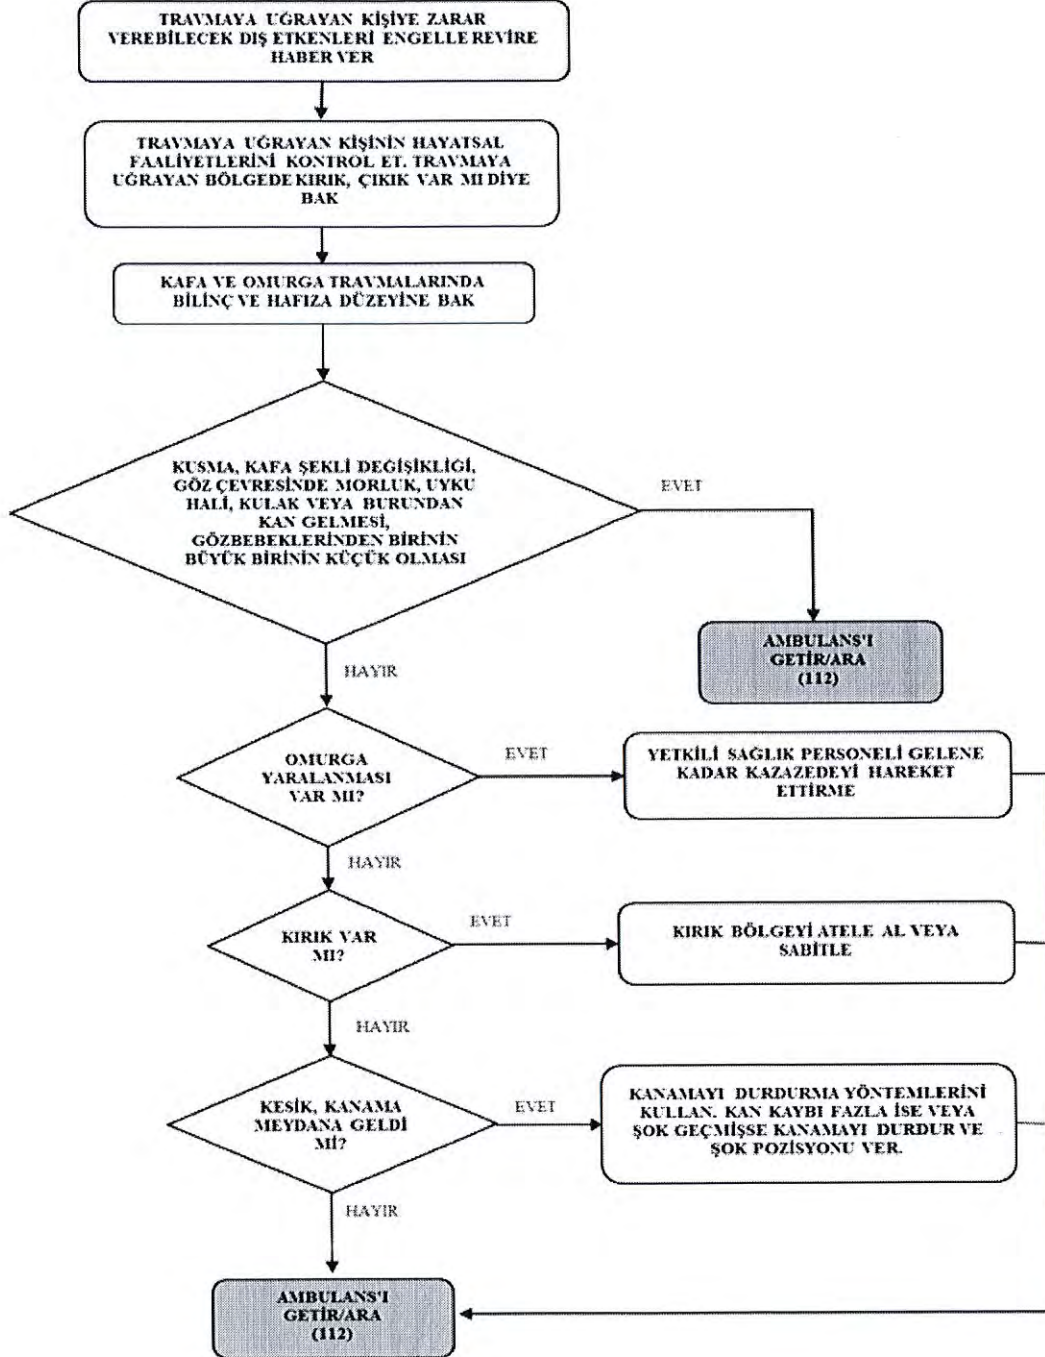 TRAVMAYA UĞRAYAN KİŞİYE ZARAR
VEREBİLECEK DIŞ ETKENLERİ ENGELLE REVİRE
HABER VER
TRAVMAYA UĞRAYAN KİŞİNİN HAYATSAL
FAALİYETLERİNİ KONTROL ET. TRAVMAYA
UĞRAYAN BÖLGEDE KIRIK, ÇIKIK VAR MI DİYE
BAK
KAFA VE OMURGA TRAVMALARINDA
BİLİNÇ VE HAFIZA DÜZEYİNE BAK
KUSMA, KAFA ŞEKLİ DEĞİŞİKLİĞİ,
GÖZ ÇEVRESİNDE MORLUK, UYKU
HALİ, KULAK VEYA BURUNDAN
KAN GELMESİ,
GÖZBEBEKLERİNDEN BİRİNİN
BÜYÜK BİRİNİN KÜÇÜK OLMASI
EVET
AMBULANS'I
GETİR/ARA
(112)
HAYIR
OMURGA
YARALANMASI
VAR MI?
EVET
YETKİLİ SAĞLIK PERSONELİ GELENE
KADAR KAZAZEDEYİ HAREKET
ETTİRME
HAYIR
KIRIK VAR
MI?
EVET
KIRIK BÖLGEYİ ATELE AL VEYA
SABİTLE
HAYIR
KESİK, KANAMA
MEYDANA GELDİ
Mİ?
EVET
KANAMAYI DURDURMA YÖNTEMLERİNİ
KULLAN. KAN KAYBI FAZLA İSE VEYA
ŞOK GEÇMİŞSE KANAMAYI DURDUR VE
ŞOK POZİSYONU VER.
HAYIR
AMBULANS'I
GETİR/ARA
(112)